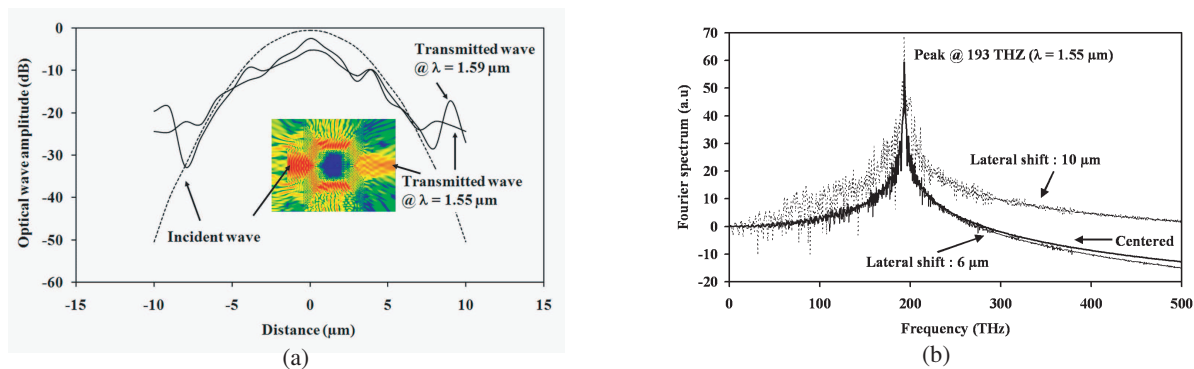 Optical wave amplitude (dB)
0
-10
-20
-30
-40
-50
-60
-15
-10
-5
0
5
10
15
Distance (µm)
Transmitted wave
@ λ = 1.59 µm
Transmitted wave
@ λ = 1.55 µm
Incident wave
(a)
Fourier spectrum (a.u)
70
60
50
40
30
20
10
0
-10
-20
0
100
200
300
400
500
Frequency (THz)
Peak @ 193 THZ (λ = 1.55 µm)
Lateral shift : 10 µm
Centered
Lateral shift : 6 µm
(b)